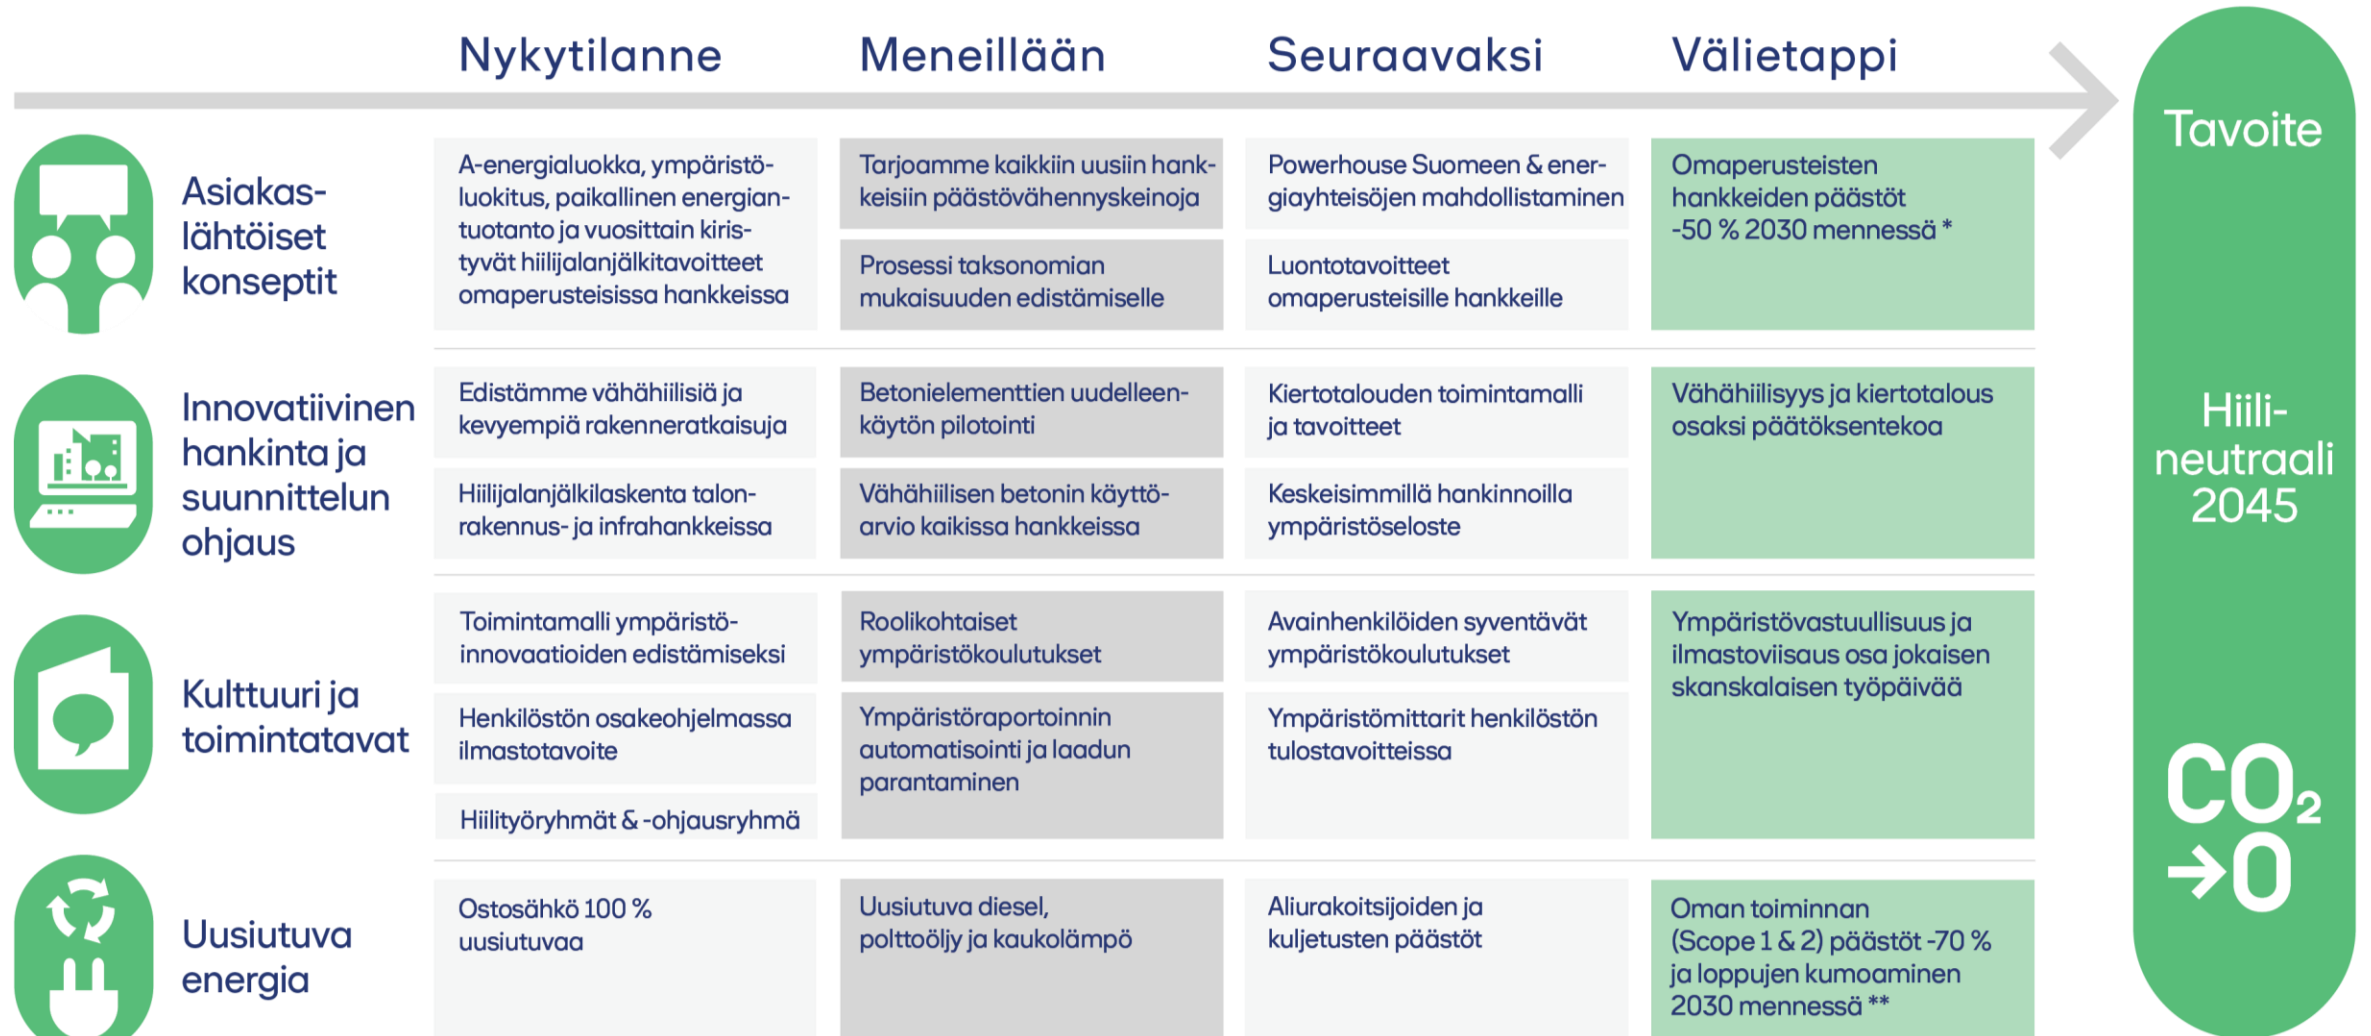 Nykytilanne
Meneillään
Seuraavaksi
Välietappi
Tavoite
Hiili-
neutraali
2045
CO₂
→0
Asiakas-
lähtöiset
konseptit
A-energialuokka, ympäristö-
luokitus, paikallinen energian-
tuotanto ja vuosittain kiris-
tyvät hiilijalanjälkitavoitteet
omaperusteisissa hankkeissa
Tarjoamme kaikkiin uusiin hank-
keisiin päästövähennyskeinoja
Prosessi taksonomian
mukaisuuden edistämiselle
Powerhouse Suomeen & ener-
giayhteisöjen mahdollistaminen
Luontotavoitteet
omaperusteisille hankkeille
Omaperusteisten
hankkeiden päästöt
-50 % 2030 mennessä *
Innovatiivinen
hankinta ja
suunnittelun
ohjaus
Edistämme vähähiilisiä ja
kevyempiä rakenneratkaisuja
Hiilijalanjälkilaskenta talon-
rakennus- ja infrahankkeissa
Betonielementtien uudelleen-
käytön pilotointi
Vähähiilisen betonin käyttö-
arvio kaikissa hankkeissa
Kiertotalouden toimintamalli
ja tavoitteet
Keskeisimmillä hankinnoilla
ympäristöseloste
Vähähiilisyys ja kiertotalous
osaksi päätöksentekoa
Kulttuuri ja
toimintatavat
Toimintamalli ympäristö-
innovaatioiden edistämiseksi
Henkilöstön osakeohjelmassa
ilmastotavoite
Hiilityöryhmät & -ohjausryhmä
Roolikohtaiset
ympäristökoulutukset
Ympäristöraportoinnin
automatisointi ja laadun
parantaminen
Avainhenkilöiden syventävät
ympäristökoulutukset
Ympäristömittarit henkilöstön
tulostavoitteissa
Ympäristövastuullisuus ja
ilmastoviisaus osa jokaisen
skanskalaisen työpäivää
Uusiutuva
energia
Ostosähkö 100 %
uusiutuvaa
Uusiutuva diesel,
polttoöljy ja kaukolämpö
Aliurakoitsijoiden ja
kuljetusten päästöt
Oman toiminnan
(Scope 1 & 2) päästöt -70 %
ja loppujen kumoaminen
2030 mennessä **